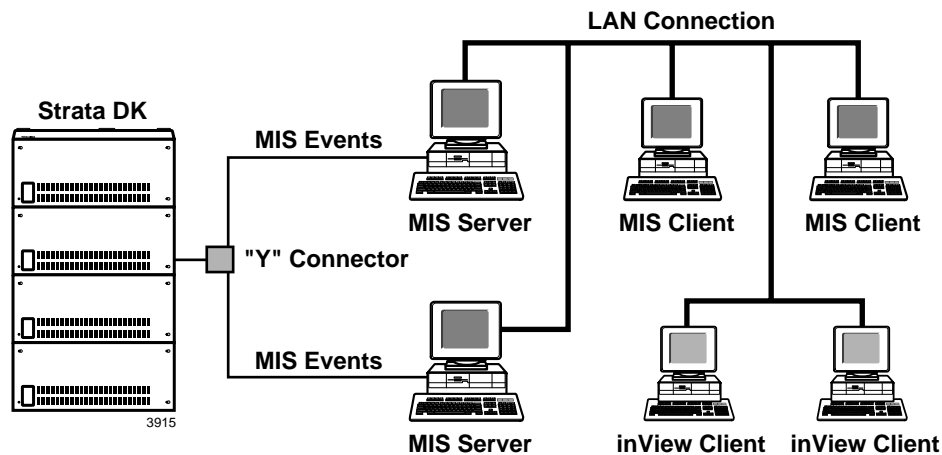 LAN Connection
Strata DK
MIS Events
MIS Server
MIS Client
MIS Client
"Y" Connector
MIS Events
3915
MIS Server
inView Client
inView Client